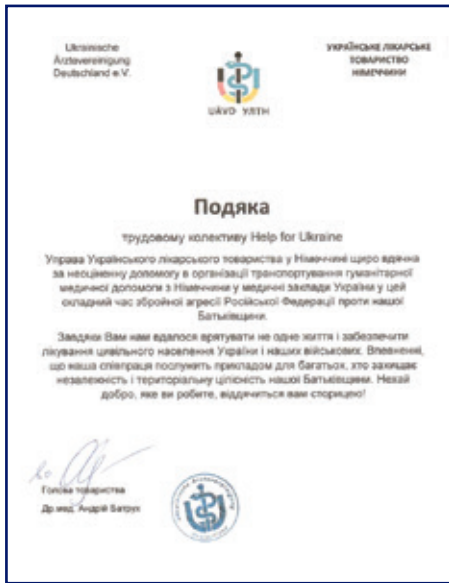 Ukrainische
Ärztevereinigung
Deutschland e.V.
УКРАЇНСЬКЕ ЛІКАРСЬКЕ
ТОВАРИСТВО
НІМЕЧЧИНИ
UÄVD УЛТН
Подяка
трудовому колективу Help for Ukraine
Управа Українського лікарського товариства у Німеччині щиро вдячна
за неоціненну допомогу в організації транспортування гуманітарної
медичної допомоги з Німеччини у медичні заклади України у цей
складний час збройної агресії Російської Федерації проти нашої
Батьківщини.
Завдяки Вам нам вдалося врятувати не одне життя і забезпечити
лікування цивільного населення України і наших військових. Впевненні,
що наша співпраця послужить прикладом для багатьох, хто захищає
незалежність і територіальну цілісність нашої Батьківщини. Нехай
добро, яке ви робите, віддячиться вам сторицею!
Голова товариства
Др.мед. Андрій Батрух